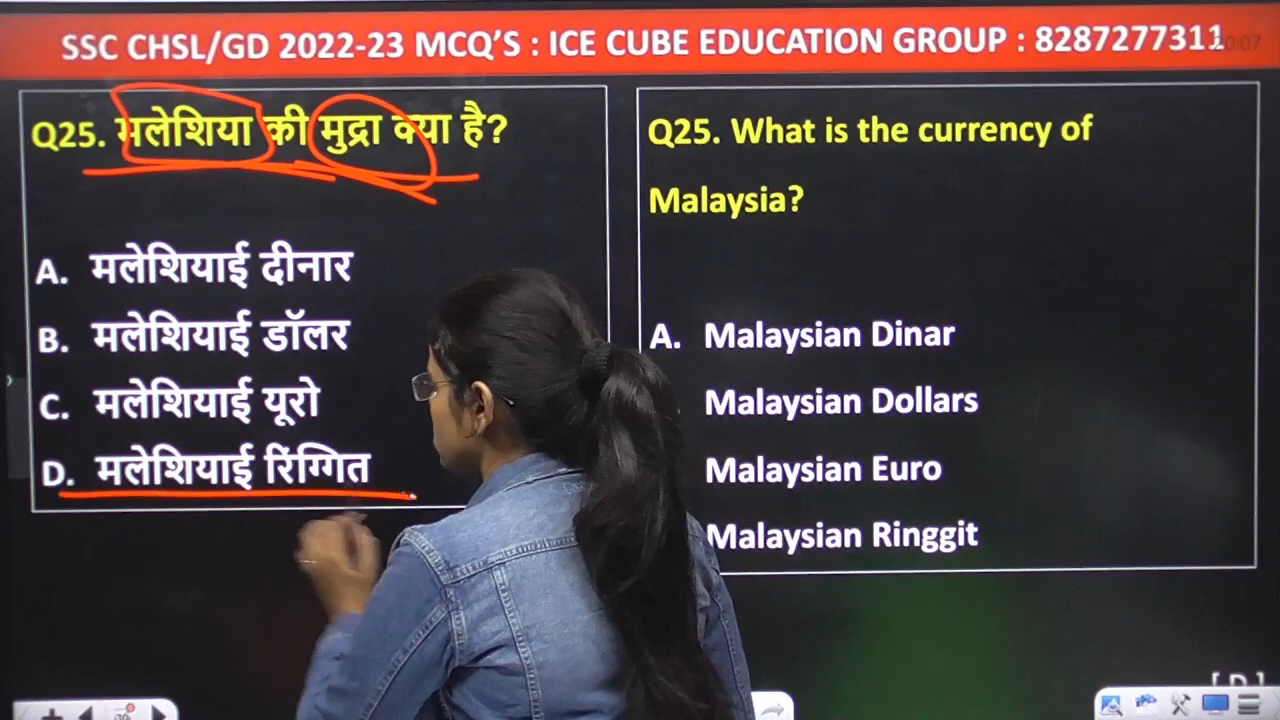 SSC CHSL/GD 2022-23 MCQ'S : ICE CUBE EDUCATION GROUP : 8287277311
Q25. मलेशिया की मुद्रा क्या है?
A. मलेशियाई दीनार
B. मलेशियाई डॉलर
C. मलेशियाई यूरो
D. मलेशियाई रिंग्गित
Q25. What is the currency of
Malaysia?
A. Malaysian Dinar
Malaysian Dollars
Malaysian Euro
Malaysian Ringgit